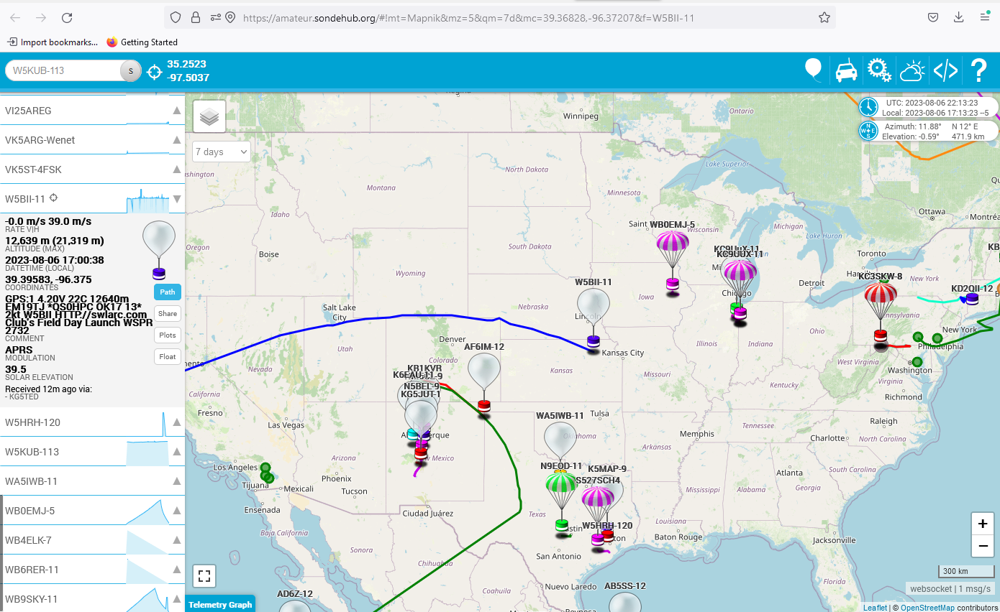 https://amateur.sondehub.org/#!mt=Mapnik&mz=5&qm=7d&mc=39.36828,-96.37207&f=W5BII-11
Import bookmarks...
Getting Started
W5KUB-113
S
35.2523
-97.5037
</>
?
VI25AREG
VK5ARG-Wenet
VK5ST-4FSK
W5BII-11
-0.0 m/s 39.0 m/s
RATE V|H
12,639 m (21,319 m)
ALTITUDE (MAX)
2023-08-06 17:00:38
DATETIME (LOCAL)
39.39583, -96.375
COORDINATES
GPS:1 4.20V 22C 12640m
EM19TJ *QS0HPC OK17 13*
2kt W5BII HTTP://swlarc.com
Club's Field Day Launch WSPR
2732
COMMENT
APRS
MODULATION
39.5
SOLAR ELEVATION
Received 12m ago via:
- KG5TED
Path
Share
Plots
Float
W5HRH-120
W5KUB-113
WA5IWB-11
WB0EMJ-5
WB4ELK-7
WB6RER-11
WB9SKY-11
7 days
UTC: 2023-08-06 22:13:23
Local: 2023-08-06 17:13:23 −5
N
W E
S
Azimuth: 11.88° N 12° E
Elevation: -0.59° 471.9 km
Regina
Winnipeg
Ontario
Lake Superior
North Dakota
Montana
Minnesota
Ottawa
Montréa
Idaho
Saint
WB0EMJ-5
Wisconsin
Michigan
Lake Huron
Oregon
Boise
South Dakota
KC9UUX-11
Toronto
Wyoming
KC3SKW-8
New York
W5BII-11
Detroit
KD2QII-12
Iowa
Chicago
Salt Lake
City
Nebraska
Lincoln
Pennsylvania
New York
Ohio
Denver
Utah
AF6IM-12
Illinois
Indiana
Philadelphia
Kansas City
Nevada
Colorado
West Virginia
Washington
KR1KVR
K6EAU-11
Kansas
Missouri
Virginia
California
N5BEL-9
Kentucky
Richmond
KG5JUT-1
Fresno
WA5IWB-11
Tulsa
Raleigh
Las Vegas
Tennessee
Memphis
Charlotte
North Carolina
Oklahoma
Arkansas
Arizona
New Mexico
Los Angeles
N9EOD-11
K5MAP-9
Atlanta
South Carolina
Phoenix
S527SCH4
Tijuana
Mexicali
Tucson
Mississippi
Alabama
Georgia
Ensenada
Ciudad Juárez
Texas
Louisiana
W5HRH-120
Baja California
Baton Rouge
Jacksonville
Sonora
San Antonio
Chihuahua
Florida
Nuevo Laredo
AB5SS-12
AD6Z-12
Coahuila
+
−
300 km
websocket | 1 msg/s
Telemetry Graph
Leaflet | © OpenStreetMap contributors